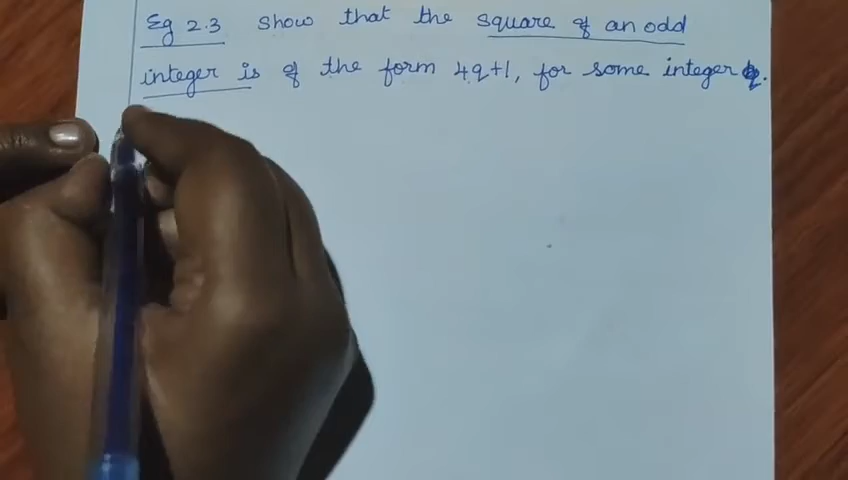 Eg 2.3 Show that the square of an odd
integer is of the form 4q+1, for some integer q.